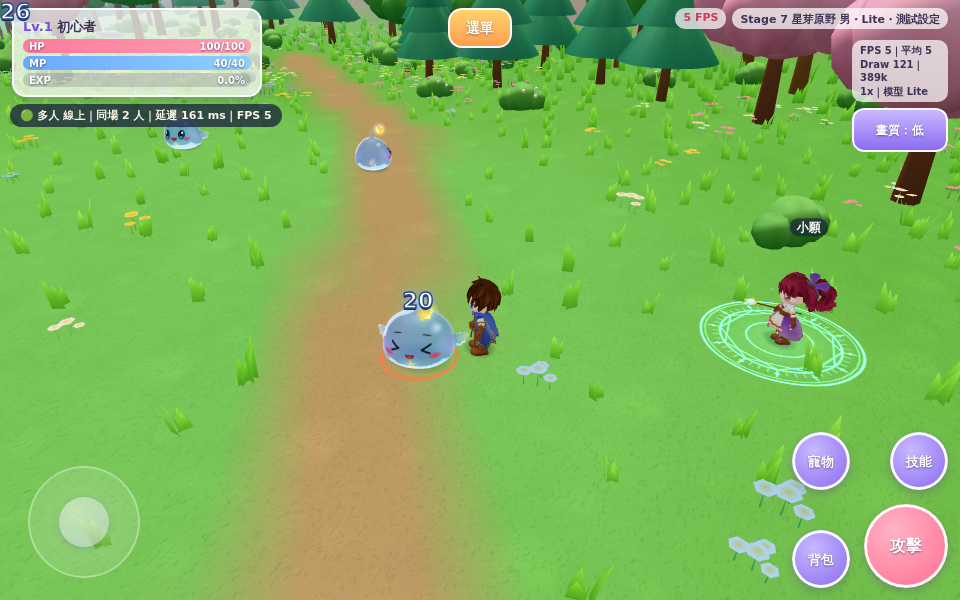 26
Lv.1 初心者
HP 100/100
MP 40/40
EXP 0.0%
多人 線上 | 同場 2 人 | 延遲 161 ms | FPS 5
選單
5 FPS
Stage 7 星芽原野 男・Lite・測試設定
FPS 5 | 平均 5
Draw 121 |
389k
1x | 模型 Lite
畫質：低
小願
20
寵物
技能
背包
攻擊